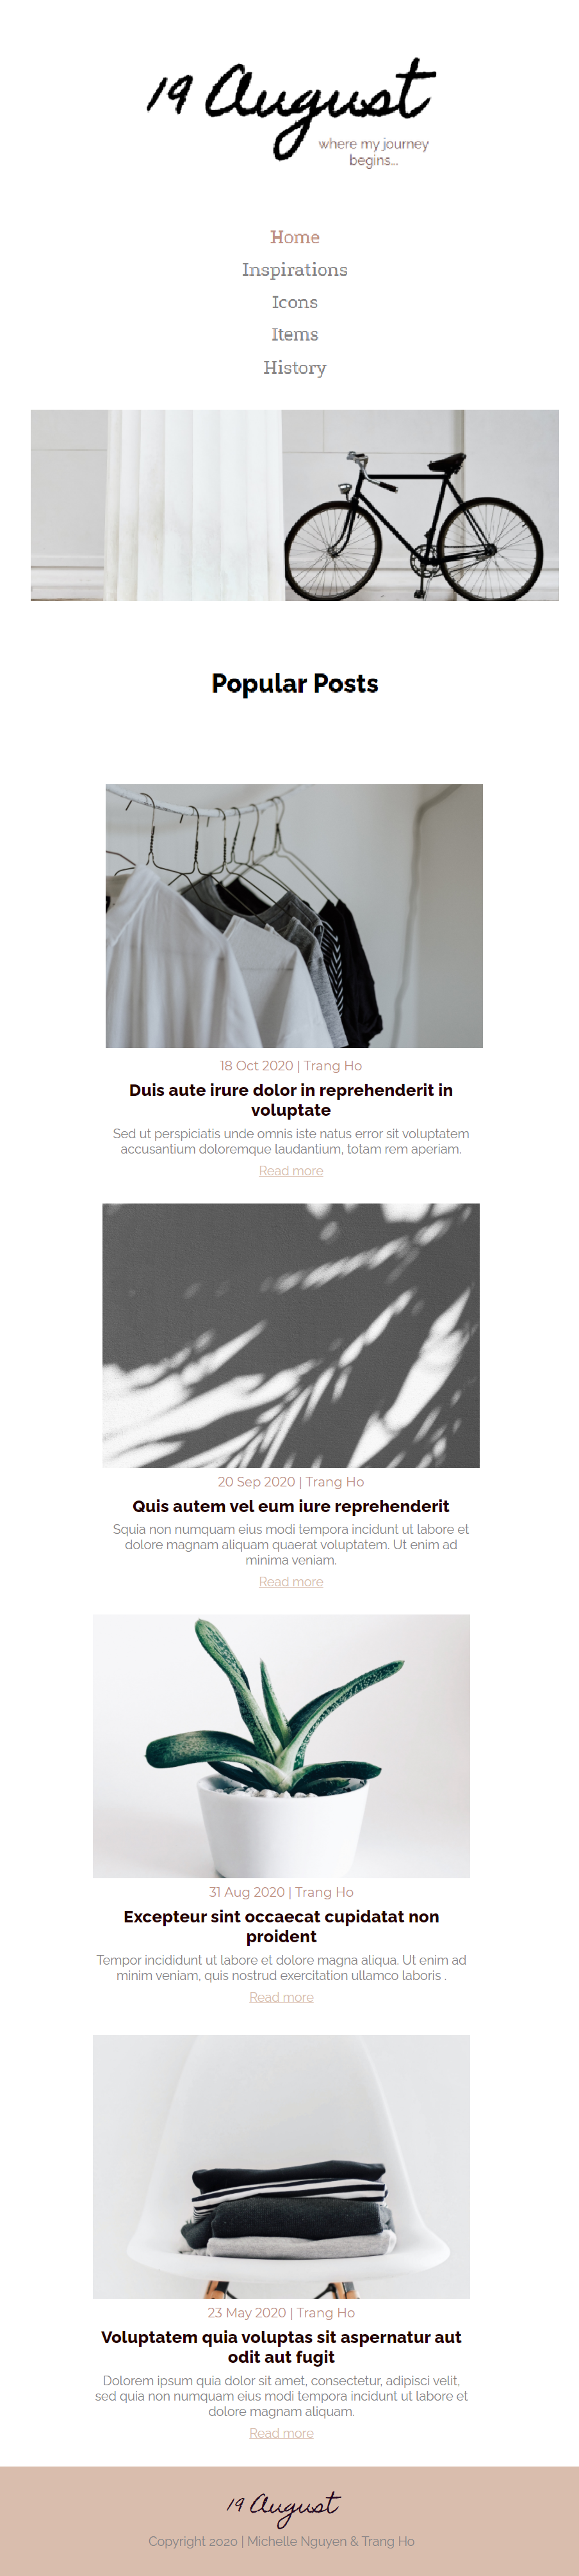 19 August
where my journey
begins...
Home
Inspirations
Icons
Items
History
Popular Posts
18 Oct 2020 | Trang Ho
Duis aute irure dolor in reprehenderit in
voluptate
Sed ut perspiciatis unde omnis iste natus error sit voluptatem
accusantium doloremque laudantium, totam rem aperiam.
Read more
20 Sep 2020 | Trang Ho
Quis autem vel eum iure reprehenderit
Squia non numquam eius modi tempora incidunt ut labore et
dolore magnam aliquam quaerat voluptatem. Ut enim ad
minima veniam.
Read more
31 Aug 2020 | Trang Ho
Excepteur sint occaecat cupidatat non
proident
Tempor incididunt ut labore et dolore magna aliqua. Ut enim ad
minim veniam, quis nostrud exercitation ullamco laboris .
Read more
23 May 2020 | Trang Ho
Voluptatem quia voluptas sit aspernatur aut
odit aut fugit
Dolorem ipsum quia dolor sit amet, consectetur, adipisci velit,
sed quia non numquam eius modi tempora incidunt ut labore et
dolore magnam aliquam.
Read more
19 August
Copyright 2020 | Michelle Nguyen & Trang Ho